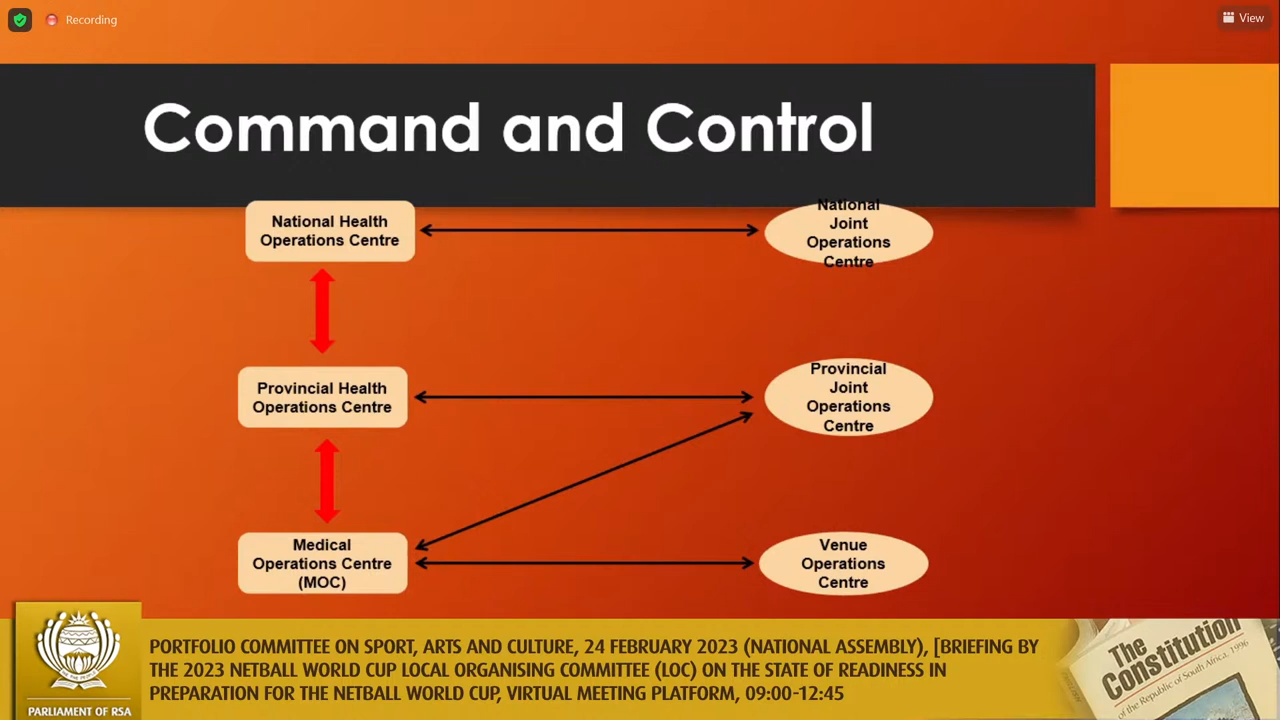 Recording
View
Command and Control
National Health
Operations Centre
National
Joint
Operations
Centre
Provincial Health
Operations Centre
Provincial
Joint
Operations
Centre
Medical
Operations Centre
(MOC)
Venue
Operations
Centre
PORTFOLIO COMMITTEE ON SPORT, ARTS AND CULTURE, 24 FEBRUARY 2023 (NATIONAL ASSEMBLY), [BRIEFING BY
THE 2023 NETBALL WORLD CUP LOCAL ORGANISING COMMITTEE (LOC) ON THE STATE OF READINESS IN
PREPARATION FOR THE NETBALL WORLD CUP, VIRTUAL MEETING PLATFORM, 09:00-12:45
PARLIAMENT OF RSA
The
Constitution
of the Republic of South Africa, 1996